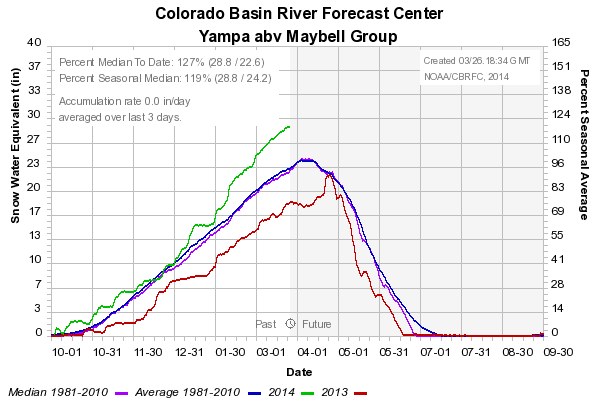 Colorado Basin River Forecast Center
Yampa abv Maybell Group
Percent Median To Date: 127% (28.8 / 22.6)
Percent Seasonal Median: 119% (28.8 / 24.2)
Accumulation rate 0.0 in/day
averaged over last 3 days.
Created 03/26.18:34 GMT
NOAA/CBRFC, 2014
Snow Water Equivalent (in)
40
37
33
30
27
23
20
17
13
10
7
3
0
Percent Seasonal Average
165
151
138
124
110
96
83
69
55
41
28
14
0
Past
Future
10-01 10-31 11-30 12-31 01-30 03-01 04-01 05-01 05-31 07-01 07-31 08-30 09-30
Date
Median 1981-2010 Average 1981-2010 2014 2013